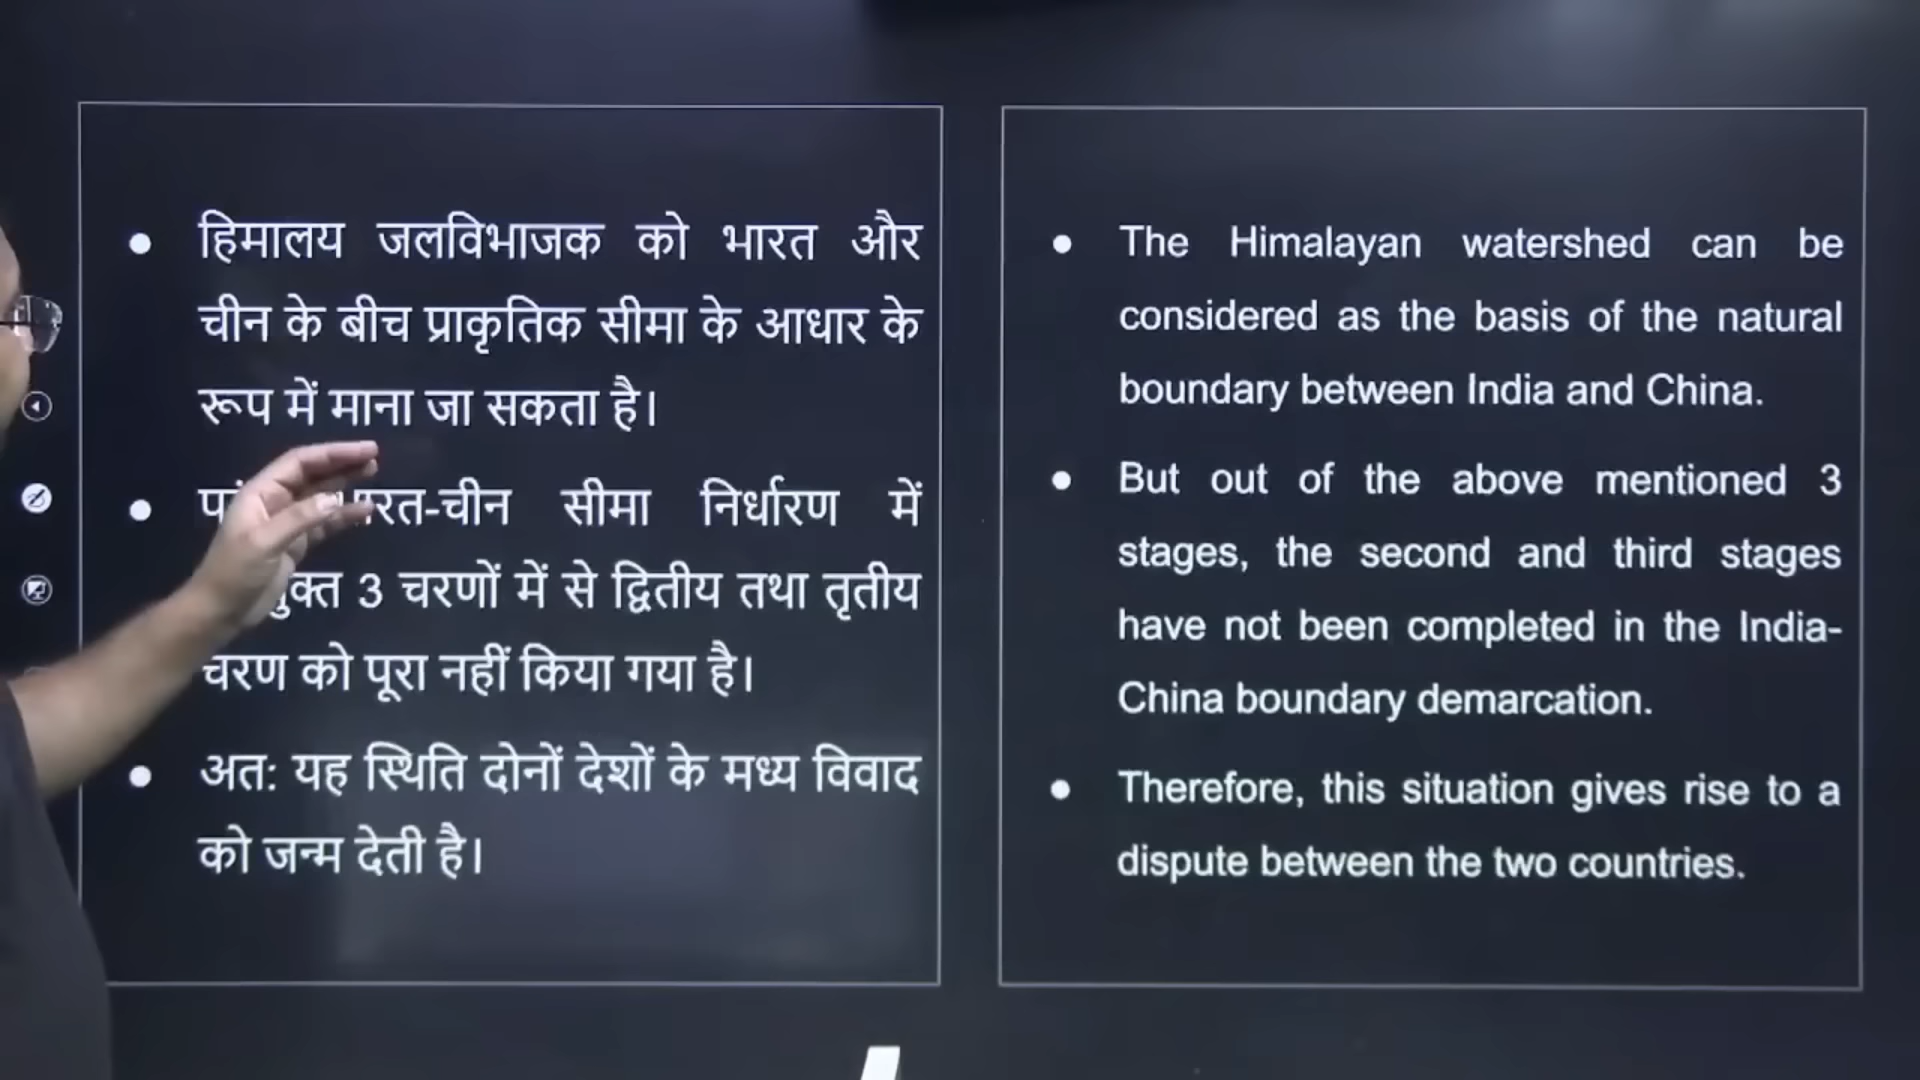 हिमालय जलविभाजक को भारत और
चीन के बीच प्राकृतिक सीमा के आधार के
रूप में माना जा सकता है।
भारत-चीन सीमा निर्धारण में
3 चरणों में से द्वितीय तथा तृतीय
चरण को पूरा नहीं किया गया है।
अत: यह स्थिति दोनों देशों के मध्य विवाद
को जन्म देती है।
The Himalayan watershed can be
considered as the basis of the natural
boundary between India and China.
But out of the above mentioned 3
stages, the second and third stages
have not been completed in the India-
China boundary demarcation.
Therefore, this situation gives rise to a
dispute between the two countries.